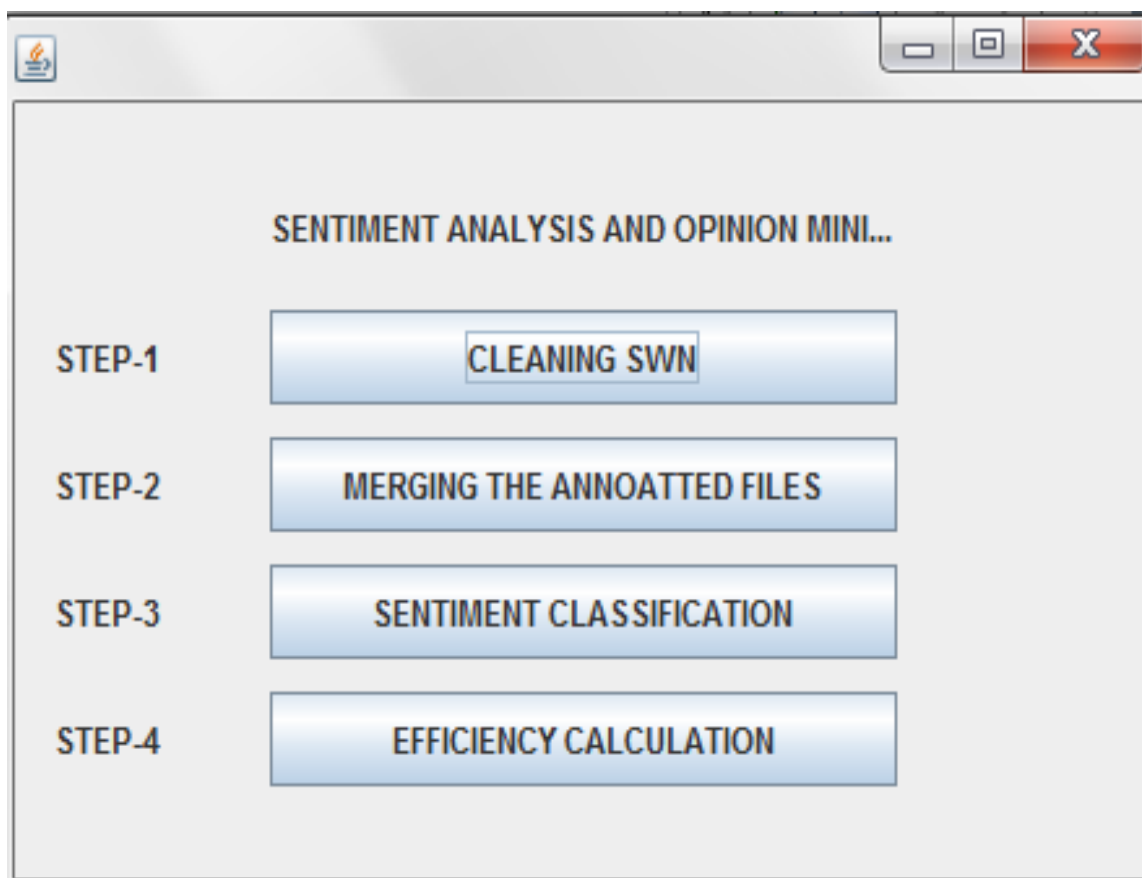 SENTIMENT ANALYSIS AND OPINION MINI...
STEP-1 CLEANING SWN
STEP-2 MERGING THE ANNOATTED FILES
STEP-3 SENTIMENT CLASSIFICATION
STEP-4 EFFICIENCY CALCULATION